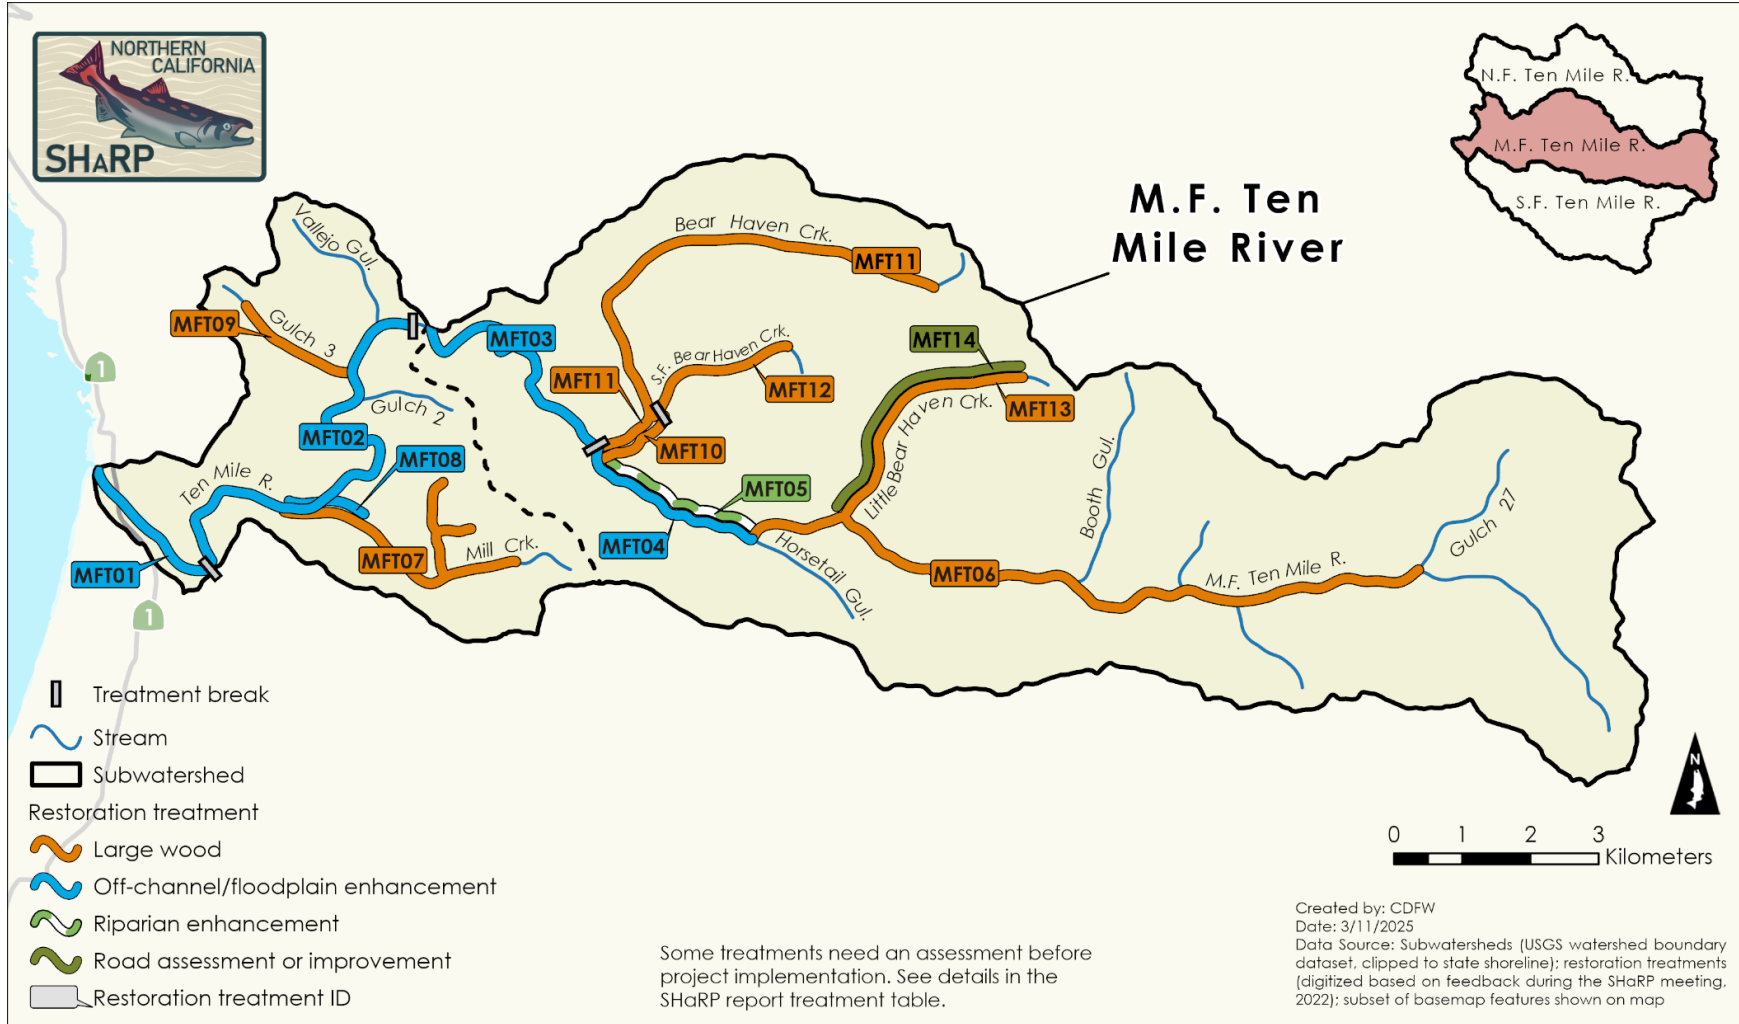 NORTHERN
CALIFORNIA
SHaRP
N.F. Ten Mile R.
M.F. Ten Mile R.
S.F. Ten Mile R.
M.F. Ten
Mile River
Vallejo Gul.
Bear Haven Crk.
MFT11
MFT09
Gulch 3
MFT03
MFT14
1
S.F. Bear Haven Crk.
MFT11
MFT12
Gulch 2
Little Bear Haven Crk.
MFT13
MFT02
MFT10
MFT08
Booth Gul.
Ten Mile R.
MFT05
Gulch 27
MFT04
Horsetail Gul.
MFT07
Mill Crk.
MFT01
MFT06
M.F. Ten Mile R.
1
Treatment break
Stream
Subwatershed
Restoration treatment
Large wood
Off-channel/floodplain enhancement
Riparian enhancement
Road assessment or improvement
Restoration treatment ID
Some treatments need an assessment before
project implementation. See details in the
SHaRP report treatment table.
N
0 1 2 3
Kilometers
Created by: CDFW
Date: 3/11/2025
Data Source: Subwatersheds (USGS watershed boundary
dataset, clipped to state shoreline); restoration treatments
(digitized based on feedback during the SHaRP meeting,
2022); subset of basemap features shown on map